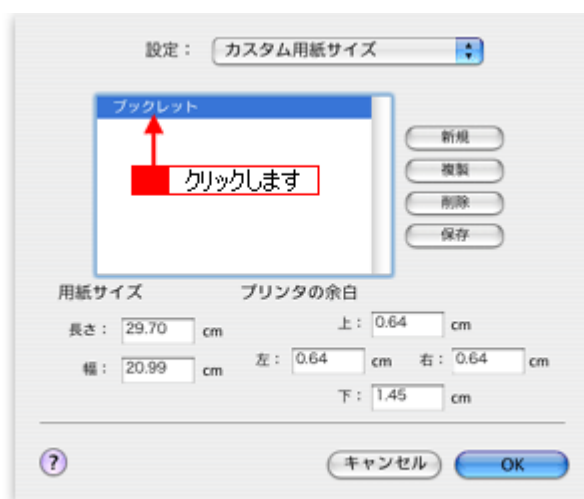 設定： カスタム用紙サイズ
ブックレット
クリックします
新規
複製
削除
保存
用紙サイズ
プリンタの余白
長さ： 29.70 cm
幅： 20.99 cm
上： 0.64 cm
左： 0.64 cm 右： 0.64 cm
下： 1.45 cm
?
キャンセル
OK